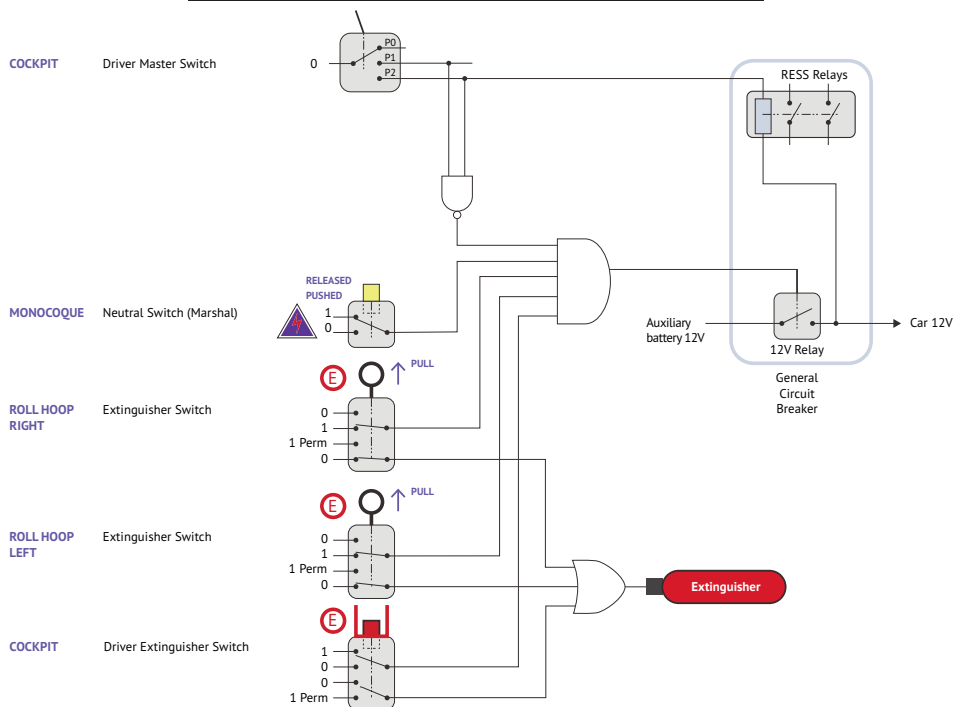 COCKPIT Driver Master Switch
0
P0
P1
P2
RESS Relays
RELEASED
PUSHED
MONOCOQUE Neutral Switch (Marshal)
1
0
Auxiliary
battery 12V
Car 12V
12V Relay
General
Circuit
Breaker
E
PULL
ROLL HOOP
RIGHT
Extinguisher Switch
0
1
1 Perm
0
E
PULL
ROLL HOOP
LEFT
Extinguisher Switch
0
1
1 Perm
0
Extinguisher
E
COCKPIT Driver Extinguisher Switch
1
0
0
1 Perm